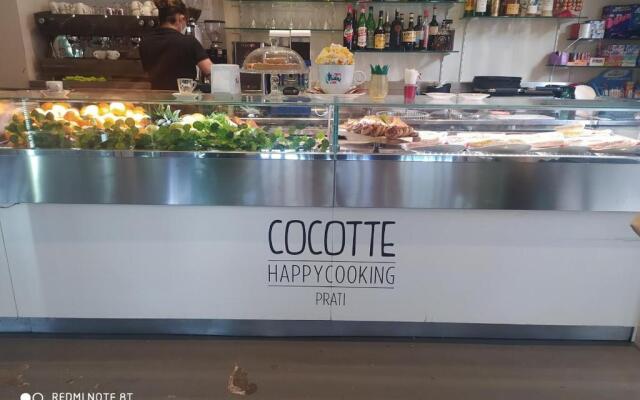 COCOTTE
HAPPYCOOKING
PRATI
REDMI NOTE 8T